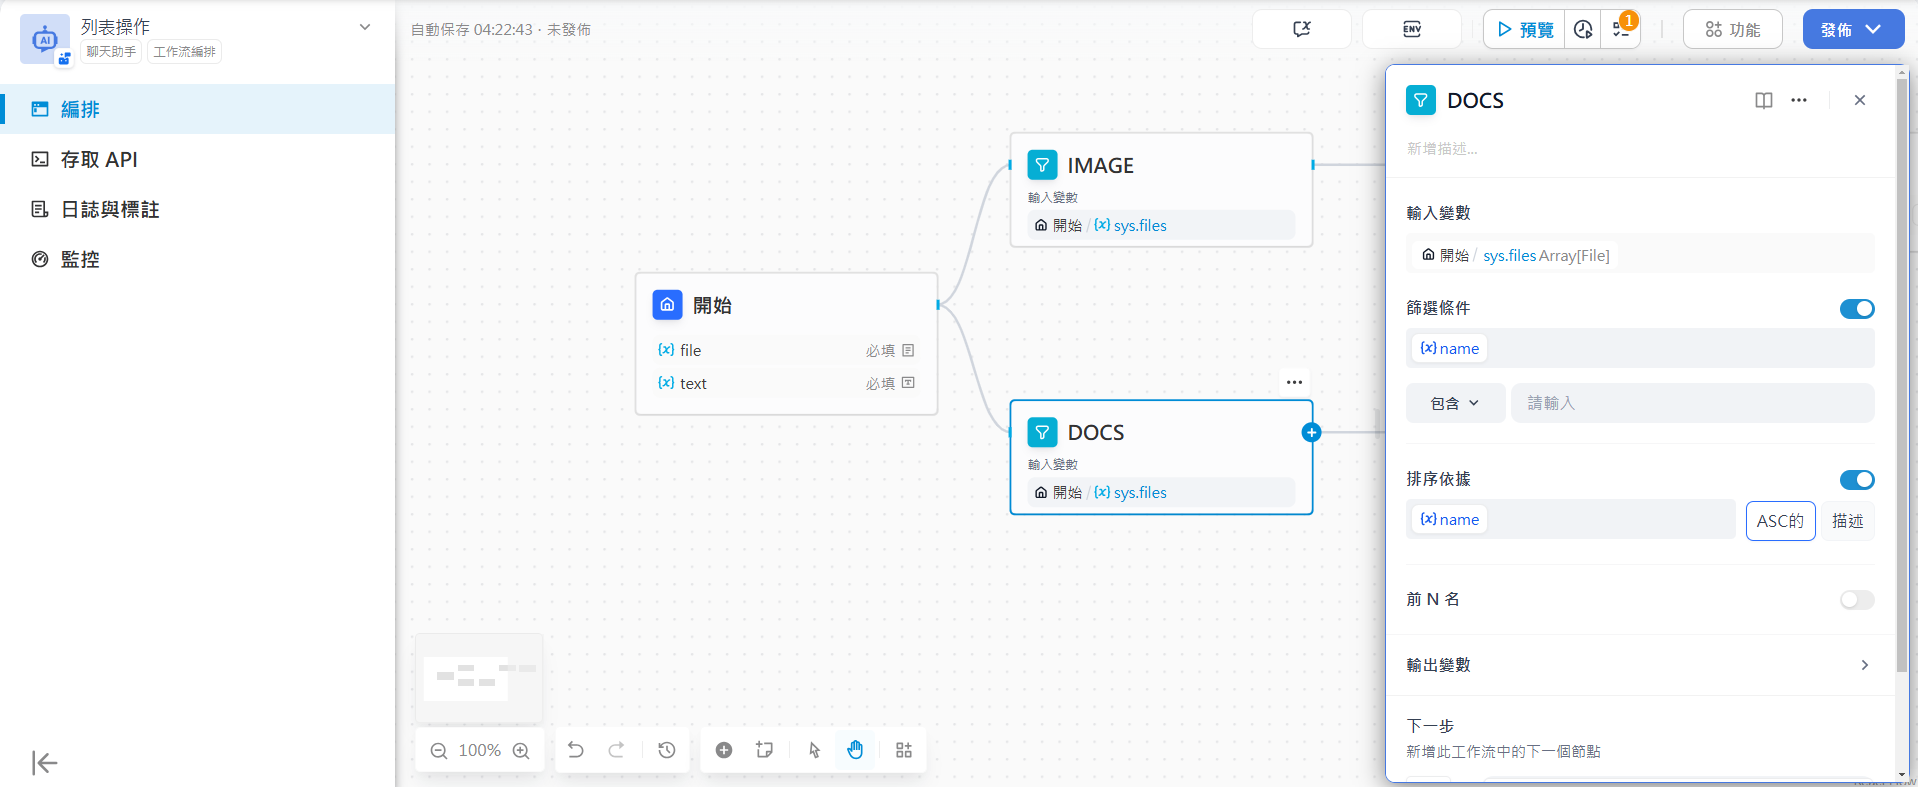 列表操作
聊天助手 工作流編排
編排
存取 API
日誌與標註
監控
自動保存 04:22:43 · 未發佈
ENV
預覽
1
功能
發佈
開始
{x} file 必填
{x} text 必填
IMAGE
輸入變數
開始 / {x} sys.files
DOCS
輸入變數
開始 / {x} sys.files
100%
DOCS
新增描述...
輸入變數
開始 / sys.files Array[File]
篩選條件
{x} name
包含 請輸入
排序依據
{x} name ASC的 描述
前 N 名
輸出變數
下一步
新增此工作流中的下一個節點